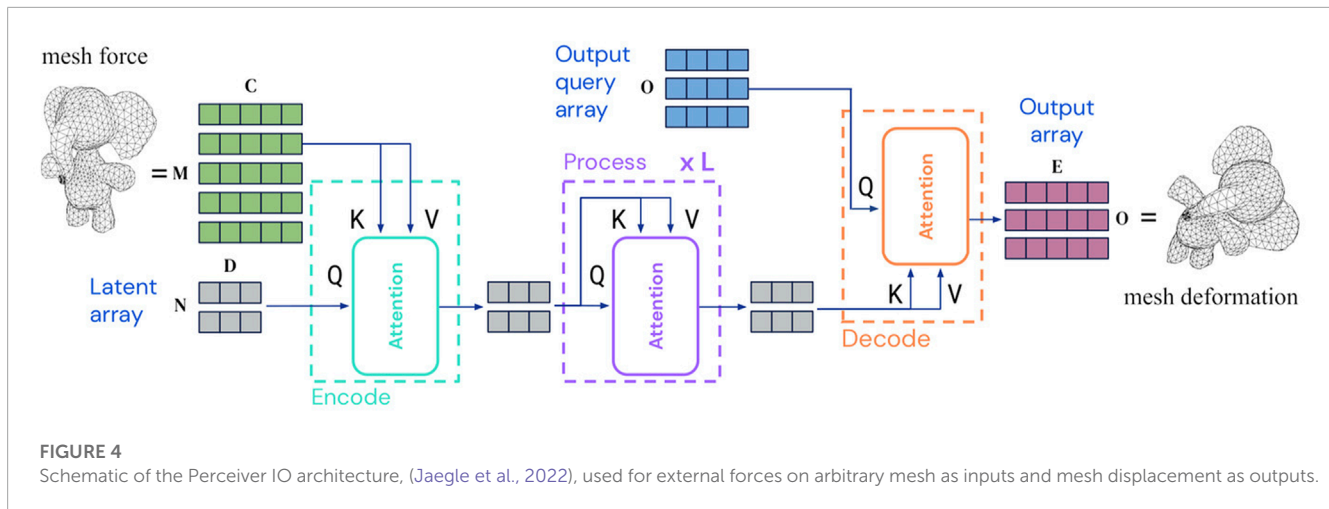 mesh force
C
= M
D
Latent
array
N
K
V
Q
Attention
Encode
Process
x L
K
V
Q
Attention
Output
query
array
O
Q
Attention
K
V
Decode
Output
array
E
O =
mesh deformation
FIGURE 4
Schematic of the Perceiver IO architecture, (Jaegle et al., 2022), used for external forces on arbitrary mesh as inputs and mesh displacement as outputs.